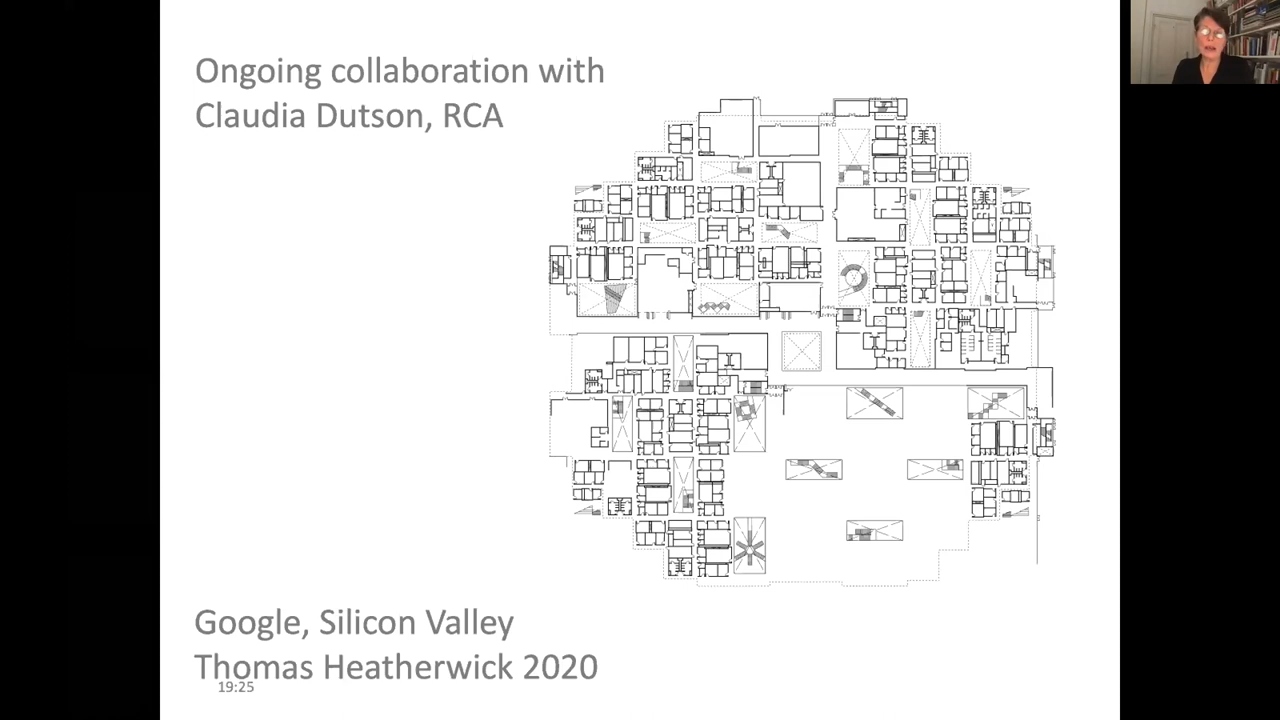 Ongoing collaboration with
Claudia Dutson, RCA
Google, Silicon Valley
Thomas Heatherwick 2020
19:25